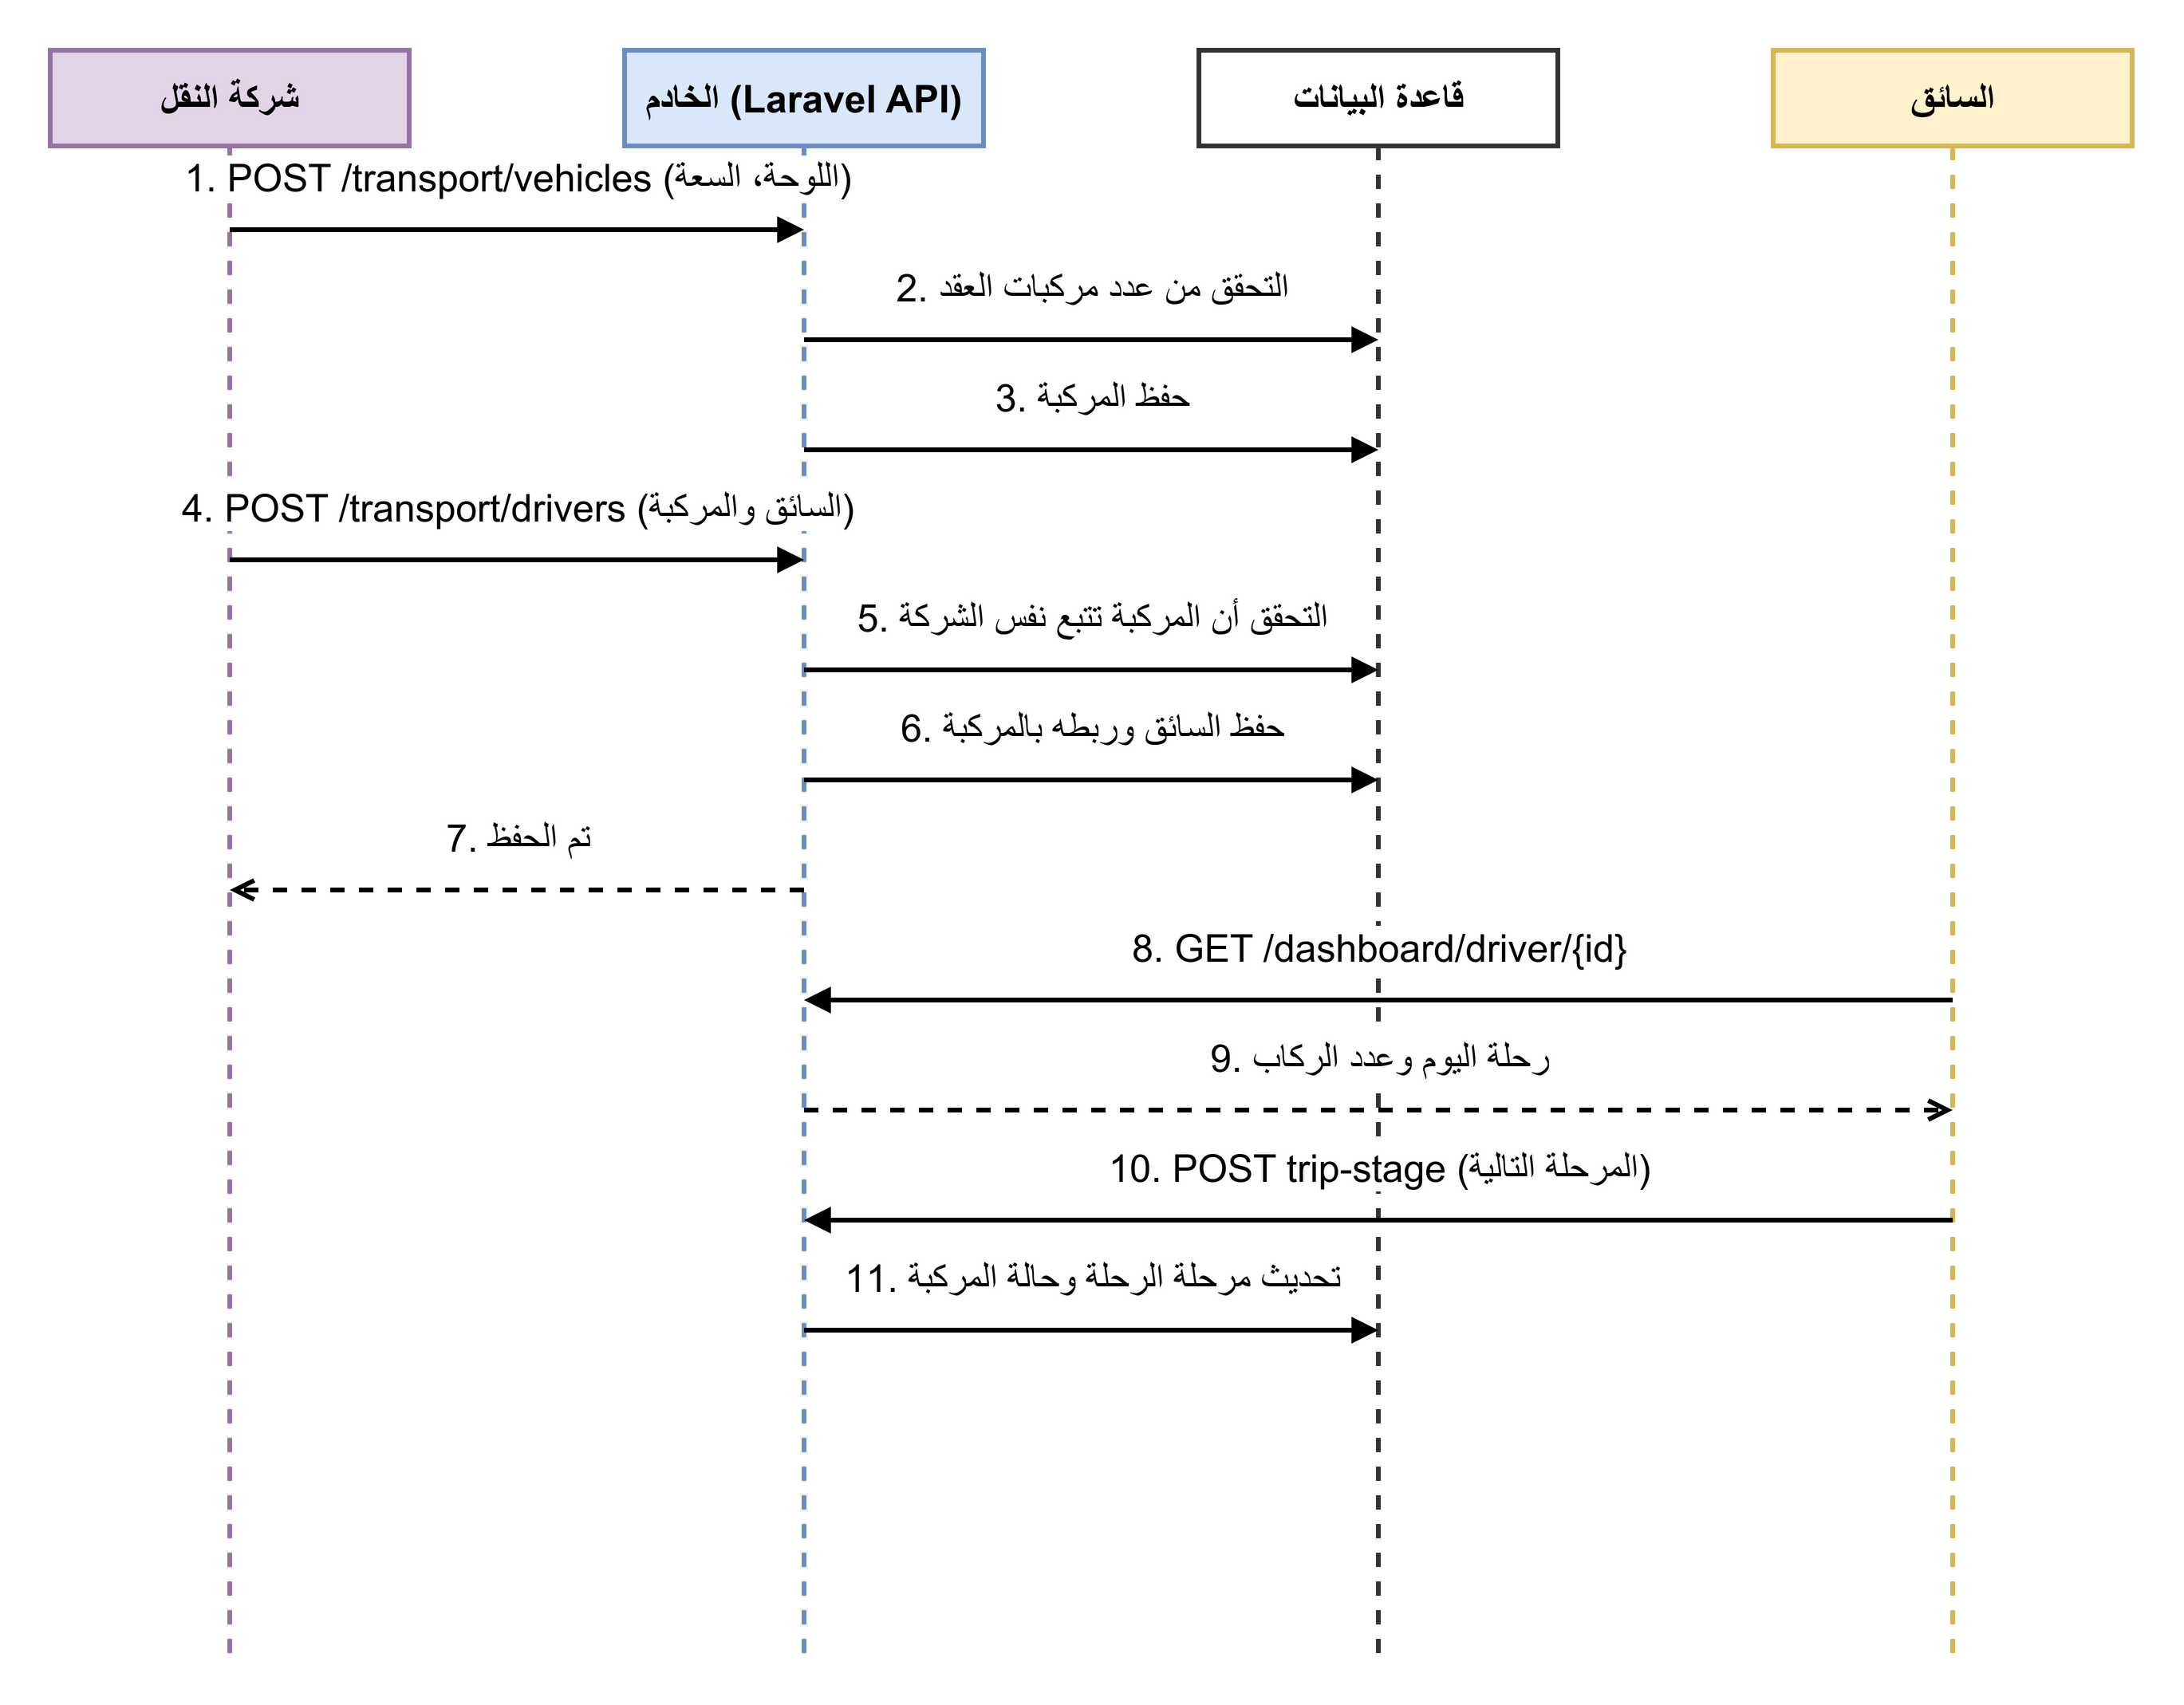 شركة النقل
الخادم (Laravel API)
قاعدة البيانات
السائق
1. POST /transport/vehicles (اللوحة، السعة)
2. التحقق من عدد مركبات العقد
3. حفظ المركبة
4. POST /transport/drivers (السائق والمركبة)
5. التحقق أن المركبة تتبع نفس الشركة
6. حفظ السائق وربطه بالمركبة
7. تم الحفظ
8. GET /dashboard/driver/{id}
9. رحلة اليوم وعدد الركاب
10. POST trip-stage (المرحلة التالية)
11. تحديث مرحلة الرحلة وحالة المركبة